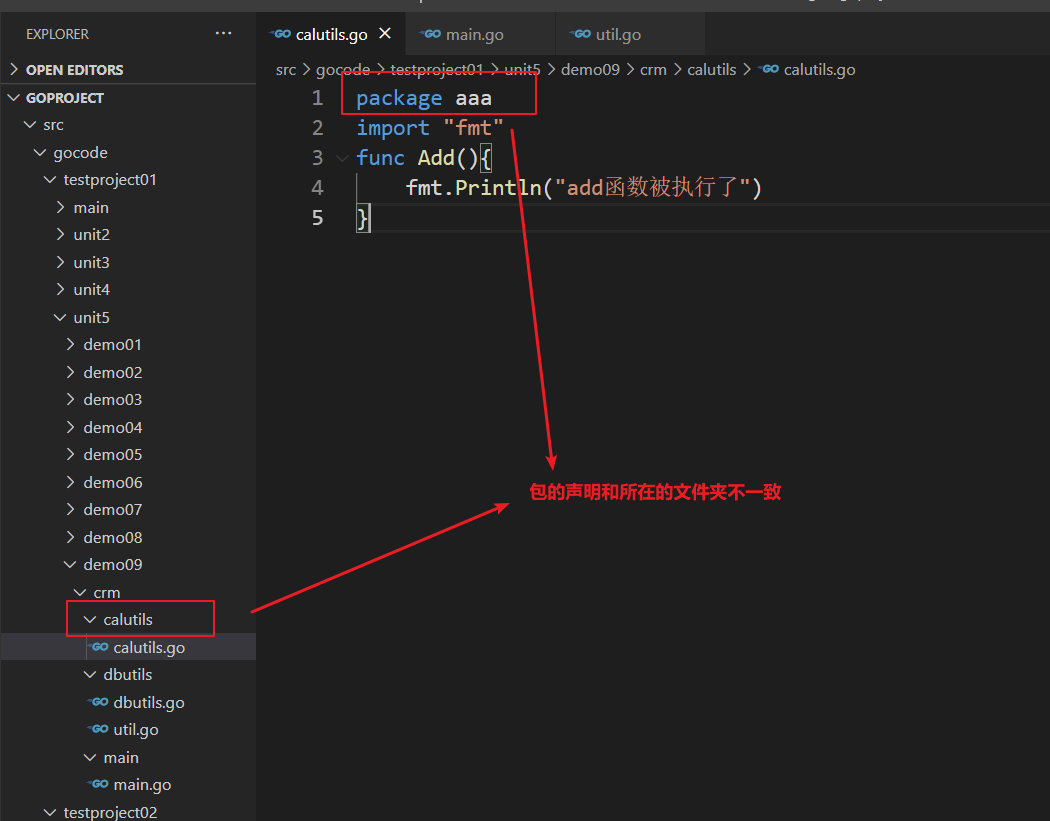 EXPLORER ...
OPEN EDITORS
GOPROJECT
src
gocode
testproject01
main
unit2
unit3
unit4
unit5
demo01
demo02
demo03
demo04
demo05
demo06
demo07
demo08
demo09
crm
calutils
calutils.go
dbutils
dbutils.go
util.go
main
main.go
testproject02
calutils.go main.go util.go
src > gocode > testproject01 > unit5 > demo09 > crm > calutils > calutils.go
1 package aaa
2 import "fmt"
3 func Add(){
4 fmt.Println("add函数被执行了")
5 }
包的声明和所在的文件夹不一致